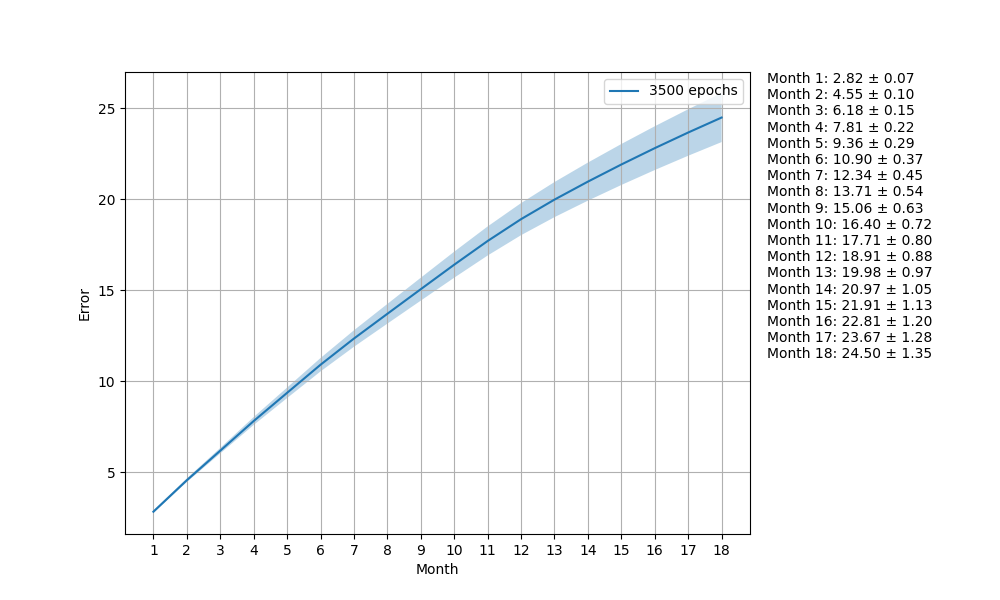 3500 epochs
25
20
15
10
5
Error
1 2 3 4 5 6 7 8 9 10 11 12 13 14 15 16 17 18
Month
Month 1: 2.82 ± 0.07
Month 2: 4.55 ± 0.10
Month 3: 6.18 ± 0.15
Month 4: 7.81 ± 0.22
Month 5: 9.36 ± 0.29
Month 6: 10.90 ± 0.37
Month 7: 12.34 ± 0.45
Month 8: 13.71 ± 0.54
Month 9: 15.06 ± 0.63
Month 10: 16.40 ± 0.72
Month 11: 17.71 ± 0.80
Month 12: 18.91 ± 0.88
Month 13: 19.98 ± 0.97
Month 14: 20.97 ± 1.05
Month 15: 21.91 ± 1.13
Month 16: 22.81 ± 1.20
Month 17: 23.67 ± 1.28
Month 18: 24.50 ± 1.35